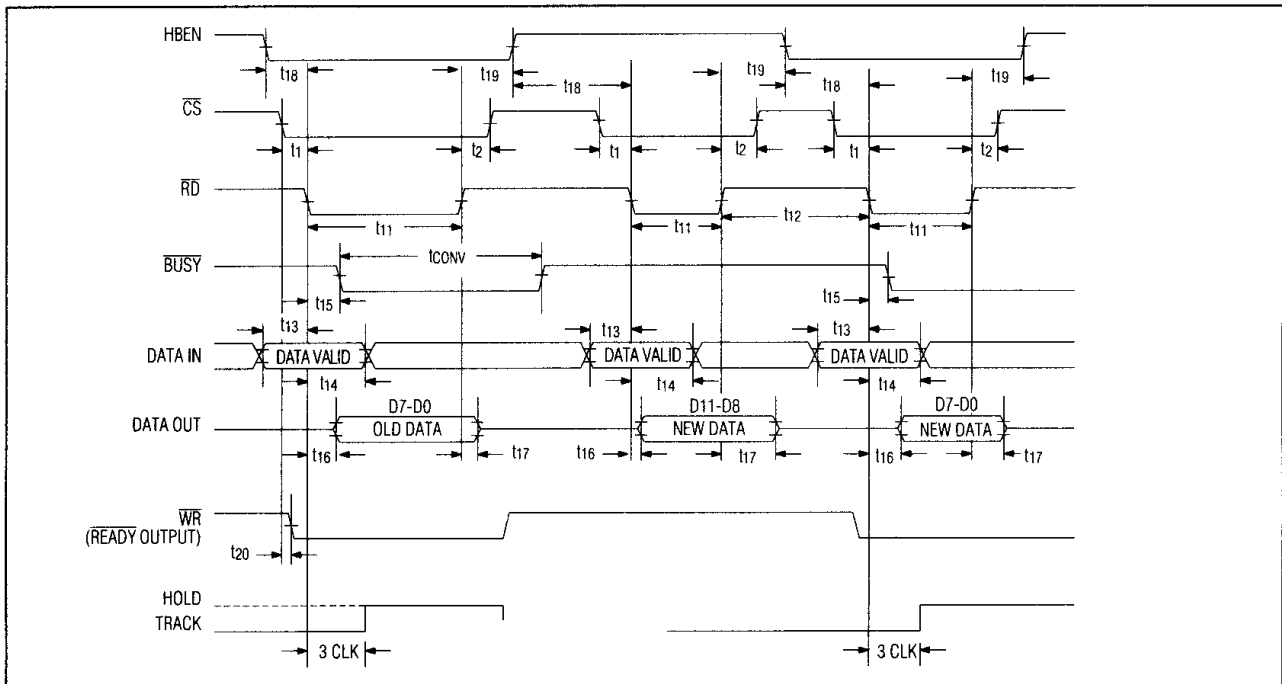 HBEN
t18 t19 t18 t19 t18 t19
CS
t1 t2 t1 t2 t1 t2
RD
t11 t11 t12 t11
BUSY
tCONV
t15 t15
t13 t13 t13
DATA IN DATA VALID DATA VALID DATA VALID
t14 t14 t14
D7-D0 D11-D8 D7-D0
DATA OUT OLD DATA NEW DATA NEW DATA
t16 t17 t16 t17 t16 t17
WR
(READY OUTPUT)
t20
HOLD
TRACK
3 CLK 3 CLK